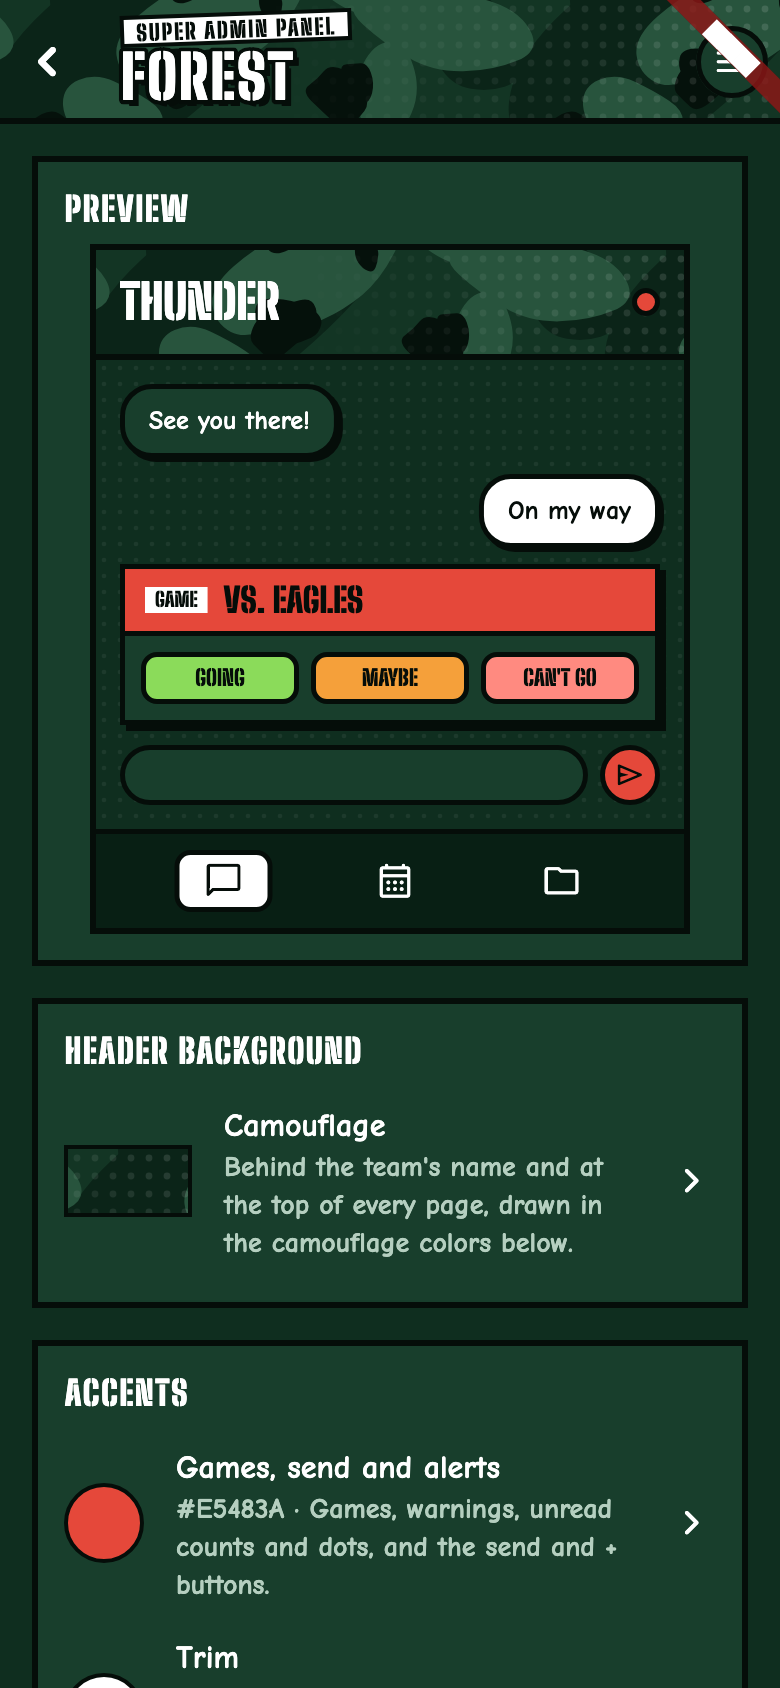 SUPER ADMIN PANEL
FOREST
PREVIEW
THUNDER
See you there!
On my way
GAME VS. EAGLES
GOING MAYBE CAN'T GO
HEADER BACKGROUND
Camouflage
Behind the team's name and at
the top of every page, drawn in
the camouflage colors below.
ACCENTS
Games, send and alerts
#E5483A · Games, warnings, unread
counts and dots, and the send and +
buttons.
Trim